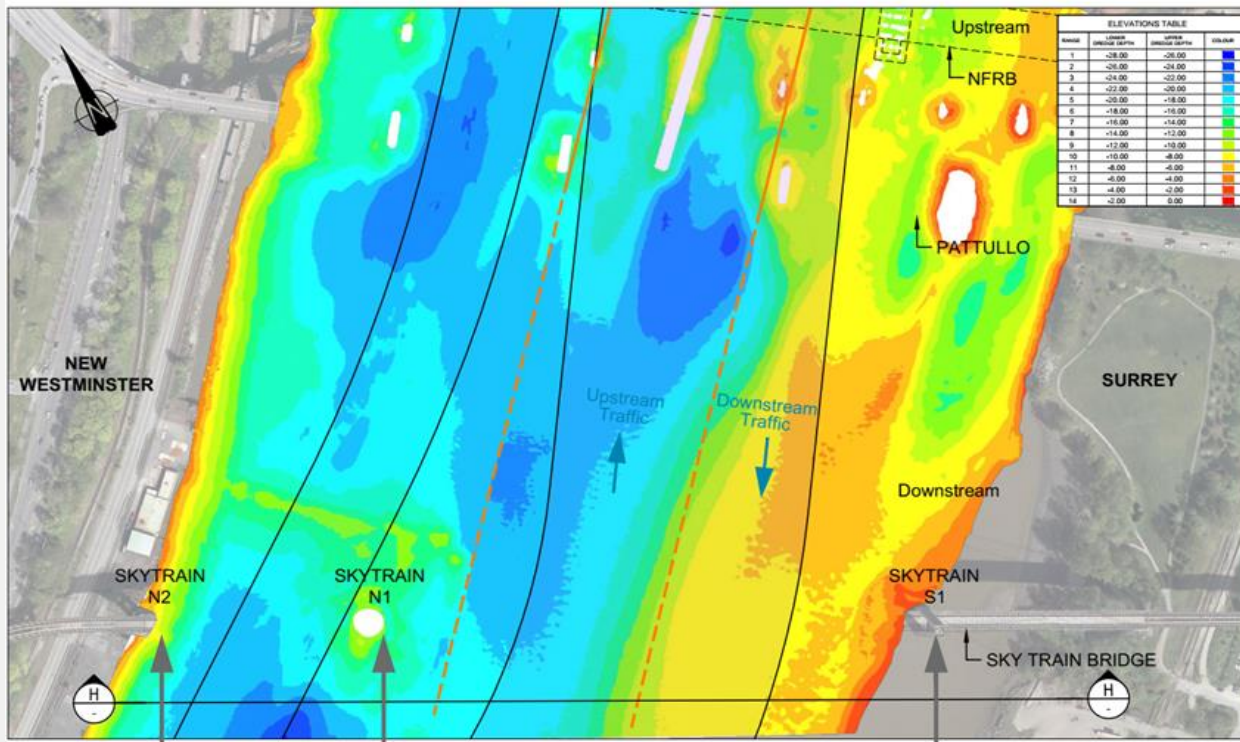 Upstream
NFRB
ELEVATIONS TABLE
RANGE LOWER DREDGE DEPTH UPPER DREDGE DEPTH COLOUR
1 -28.00 -26.00
2 -26.00 -24.00
3 -24.00 -22.00
4 -22.00 -20.00
5 -20.00 -18.00
6 -18.00 -16.00
7 -16.00 -14.00
8 -14.00 -12.00
9 -12.00 -10.00
10 -10.00 -8.00
11 -8.00 -6.00
12 -6.00 -4.00
13 -4.00 -2.00
14 -2.00 0.00
PATTULLO
NEW
WESTMINSTER
SURREY
Upstream
Traffic
Downstream
Traffic
Downstream
SKYTRAIN
N2
SKYTRAIN
N1
SKYTRAIN
S1
SKY TRAIN BRIDGE
H
-
H
-